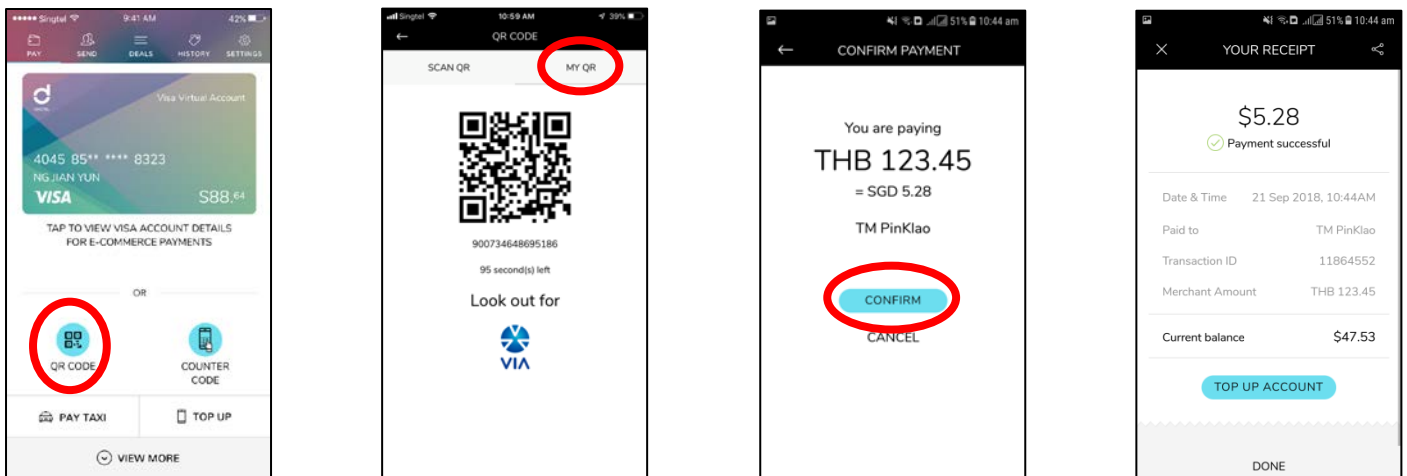 Singtel 9:41 AM 42%
PAY SEND DEALS HISTORY SETTINGS
Visa Virtual Account
4045 85** **** 8323
NG JIAN YUN
VISA S88.64
TAP TO VIEW VISA ACCOUNT DETAILS
FOR E-COMMERCE PAYMENTS
OR
QR CODE
COUNTER
CODE
PAY TAXI
TOP UP
VIEW MORE
Singtel 10:59 AM 39%
QR CODE
SCAN QR
MY QR
900734648695186
95 second(s) left
Look out for
VIA
51% 10:44 am
CONFIRM PAYMENT
You are paying
THB 123.45
= SGD 5.28
TM PinKlao
CONFIRM
CANCEL
51% 10:44 am
YOUR RECEIPT
$5.28
Payment successful
Date & Time 21 Sep 2018, 10:44AM
Paid to TM PinKlao
Transaction ID 11864552
Merchant Amount THB 123.45
Current balance $47.53
TOP UP ACCOUNT
DONE